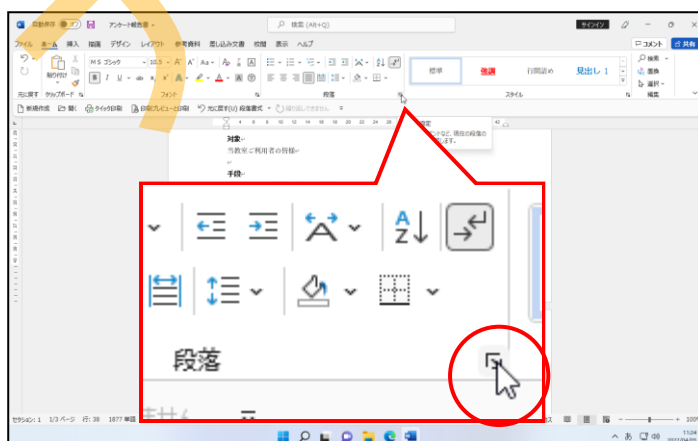 自動保存 オフ アンケート報告書 検索 (Alt+Q) サインイン
ファイル ホーム 挿入 描画 デザイン レイアウト 参考資料 差し込み文書 校閲 表示 ヘルプ コメント 共有
貼り付け MS ゴシック 10.5 標準 強調 行間詰め 見出し 1 検索
置換
選択
元に戻す クリップボード フォント 段落 スタイル 編集
新規作成 開く クイック印刷 印刷プレビューと印刷 元に戻す(U) 段落書式
対象
当教室ご利用者の皆様
手段
段落
セクション: 1 1/3 ページ 行: 38 1877 単語 100%
あ 11:54